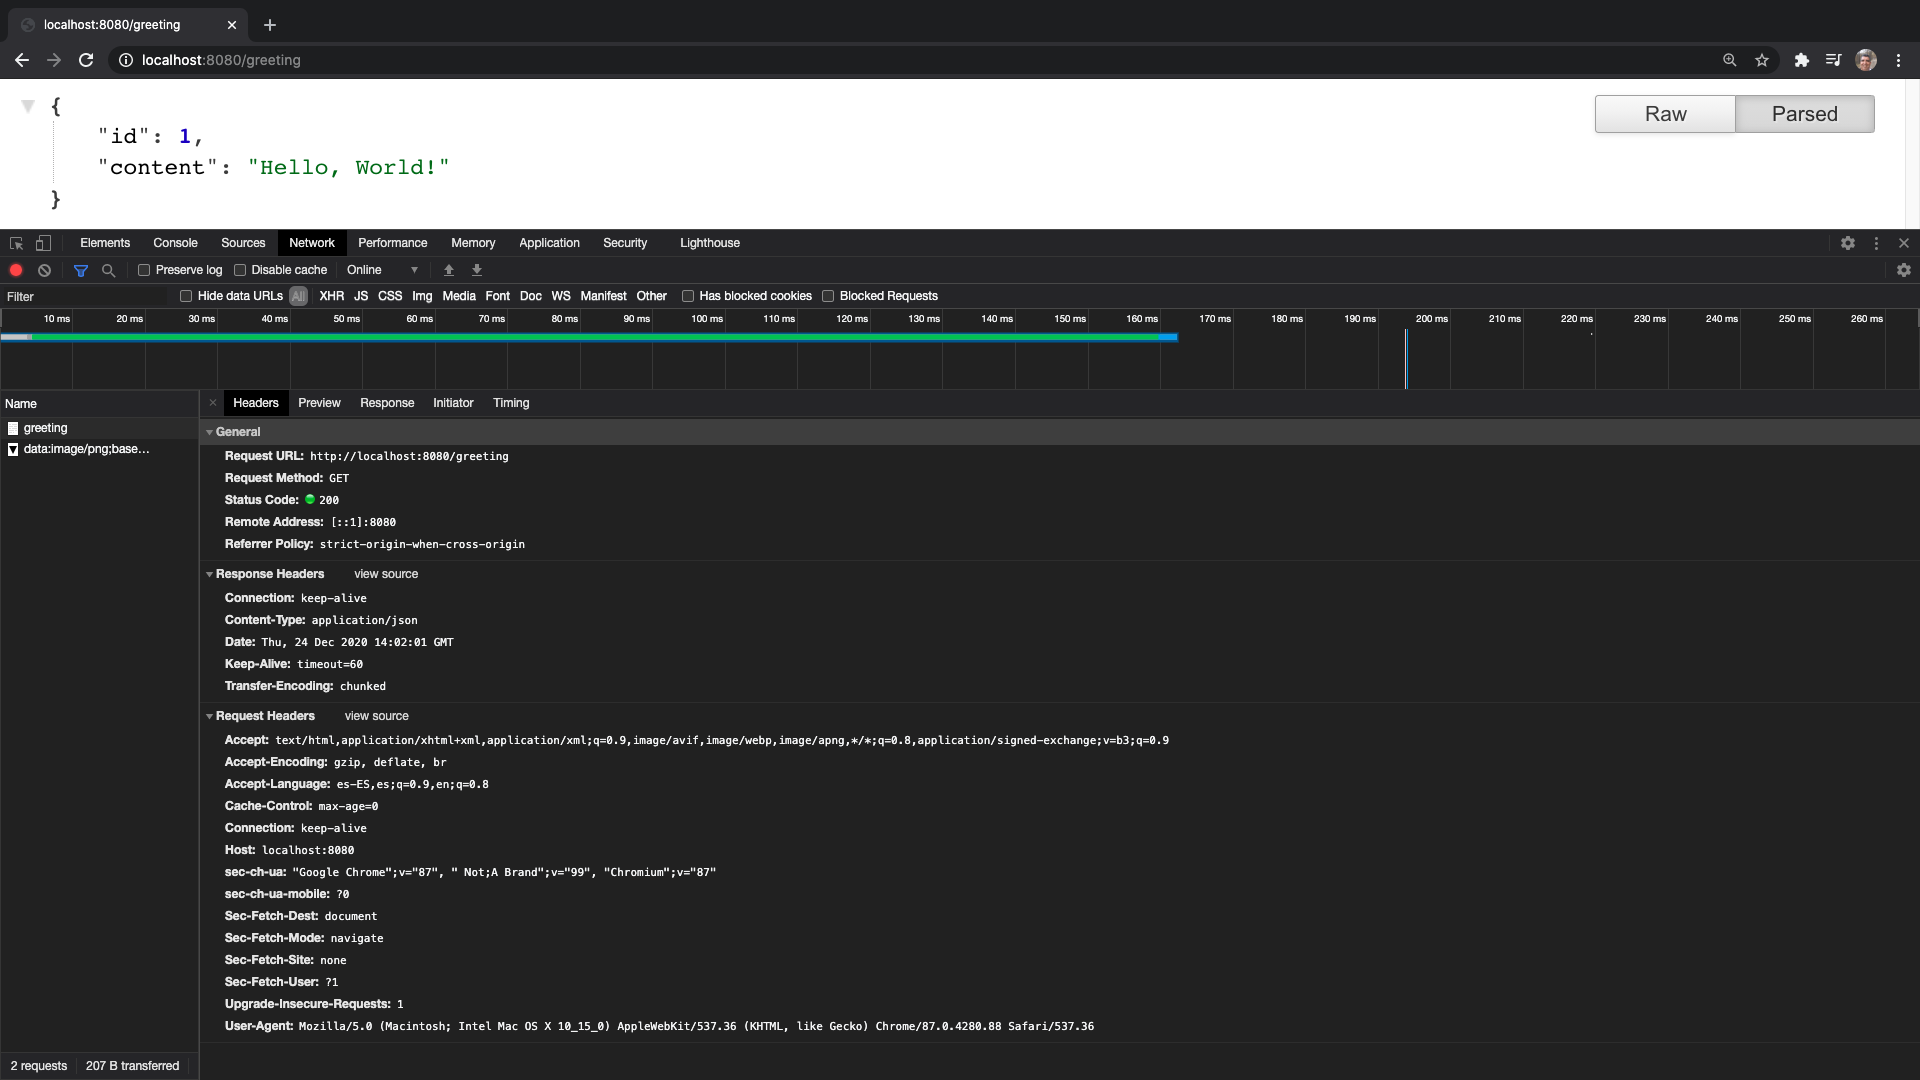 localhost:8080/greeting
localhost:8080/greeting
{
"id": 1,
"content": "Hello, World!"
}
Raw Parsed
Elements Console Sources Network Performance Memory Application Security Lighthouse
Preserve log Disable cache Online
Filter Hide data URLs All XHR JS CSS Img Media Font Doc WS Manifest Other Has blocked cookies Blocked Requests
10 ms 20 ms 30 ms 40 ms 50 ms 60 ms 70 ms 80 ms 90 ms 100 ms 110 ms 120 ms 130 ms 140 ms 150 ms 160 ms 170 ms 180 ms 190 ms 200 ms 210 ms 220 ms 230 ms 240 ms 250 ms 260 ms
Name
greeting
data:image/png;base...
Headers Preview Response Initiator Timing
General
Request URL: http://localhost:8080/greeting
Request Method: GET
Status Code: 200
Remote Address: [::1]:8080
Referrer Policy: strict-origin-when-cross-origin
Response Headers view source
Connection: keep-alive
Content-Type: application/json
Date: Thu, 24 Dec 2020 14:02:01 GMT
Keep-Alive: timeout=60
Transfer-Encoding: chunked
Request Headers view source
Accept: text/html,application/xhtml+xml,application/xml;q=0.9,image/avif,image/webp,image/apng,*/*;q=0.8,application/signed-exchange;v=b3;q=0.9
Accept-Encoding: gzip, deflate, br
Accept-Language: es-ES,es;q=0.9,en;q=0.8
Cache-Control: max-age=0
Connection: keep-alive
Host: localhost:8080
sec-ch-ua: "Google Chrome";v="87", " Not;A Brand";v="99", "Chromium";v="87"
sec-ch-ua-mobile: ?0
Sec-Fetch-Dest: document
Sec-Fetch-Mode: navigate
Sec-Fetch-Site: none
Sec-Fetch-User: ?1
Upgrade-Insecure-Requests: 1
User-Agent: Mozilla/5.0 (Macintosh; Intel Mac OS X 10_15_0) AppleWebKit/537.36 (KHTML, like Gecko) Chrome/87.0.4280.88 Safari/537.36
2 requests 207 B transferred